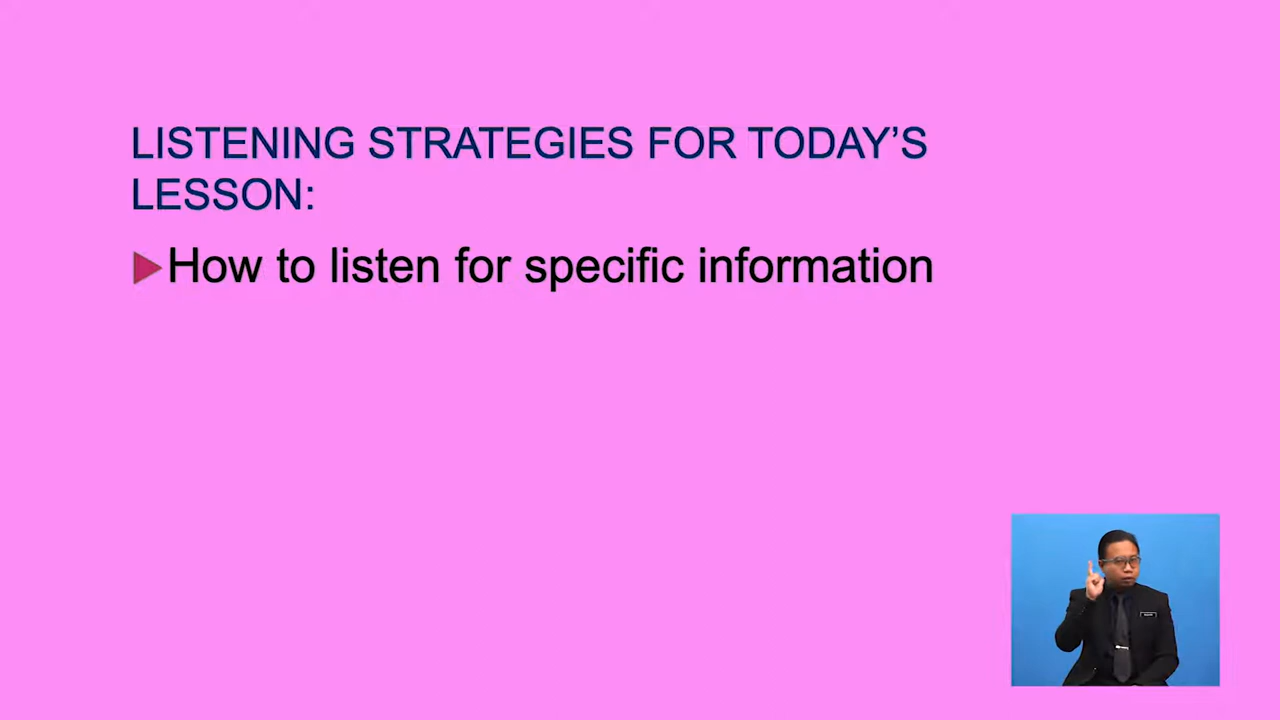 LISTENING STRATEGIES FOR TODAY’S
LESSON:
How to listen for specific information